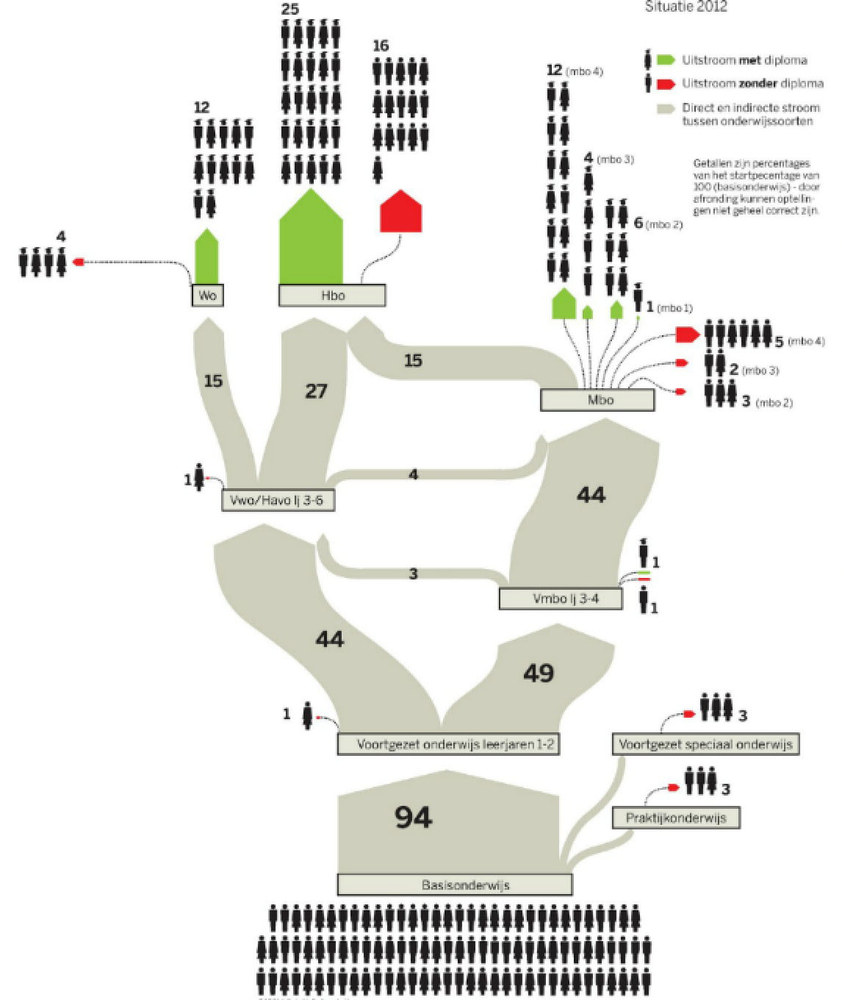 Situatie 2012
Uitstroom met diploma
Uitstroom zonder diploma
Direct en indirecte stroom
tussen onderwijssoorten
Getallen zijn percentages
van het startpecentage van
100 (basisonderwijs) - door
afronding kunnen optellin-
gen niet geheel correct zijn.
25
16
12
12 (mbo 4)
4 (mbo 3)
6 (mbo 2)
1 (mbo 1)
4
Wo
Hbo
5 (mbo 4)
2 (mbo 3)
3 (mbo 2)
15
27
15
Mbo
1
4
44
Vwo/Havo lj 3-6
1
3
Vmbo lj 3-4
1
44
49
1
3
Voortgezet onderwijs leerjaren 1-2
Voortgezet speciaal onderwijs
3
94
Praktijkonderwijs
Basisonderwijs